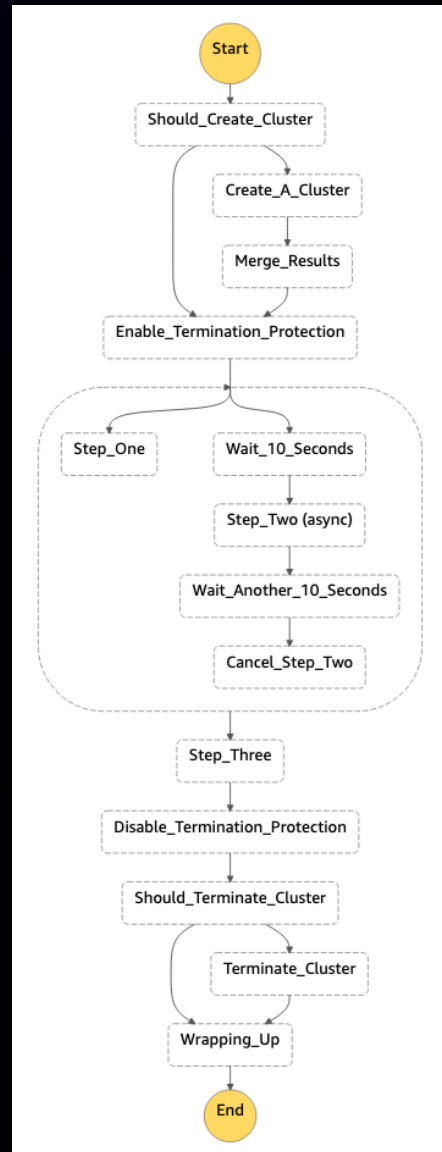 Start
Should_Create_Cluster
Create_A_Cluster
Merge_Results
Enable_Termination_Protection
Step_One
Wait_10_Seconds
Step_Two (async)
Wait_Another_10_Seconds
Cancel_Step_Two
Step_Three
Disable_Termination_Protection
Should_Terminate_Cluster
Terminate_Cluster
Wrapping_Up
End